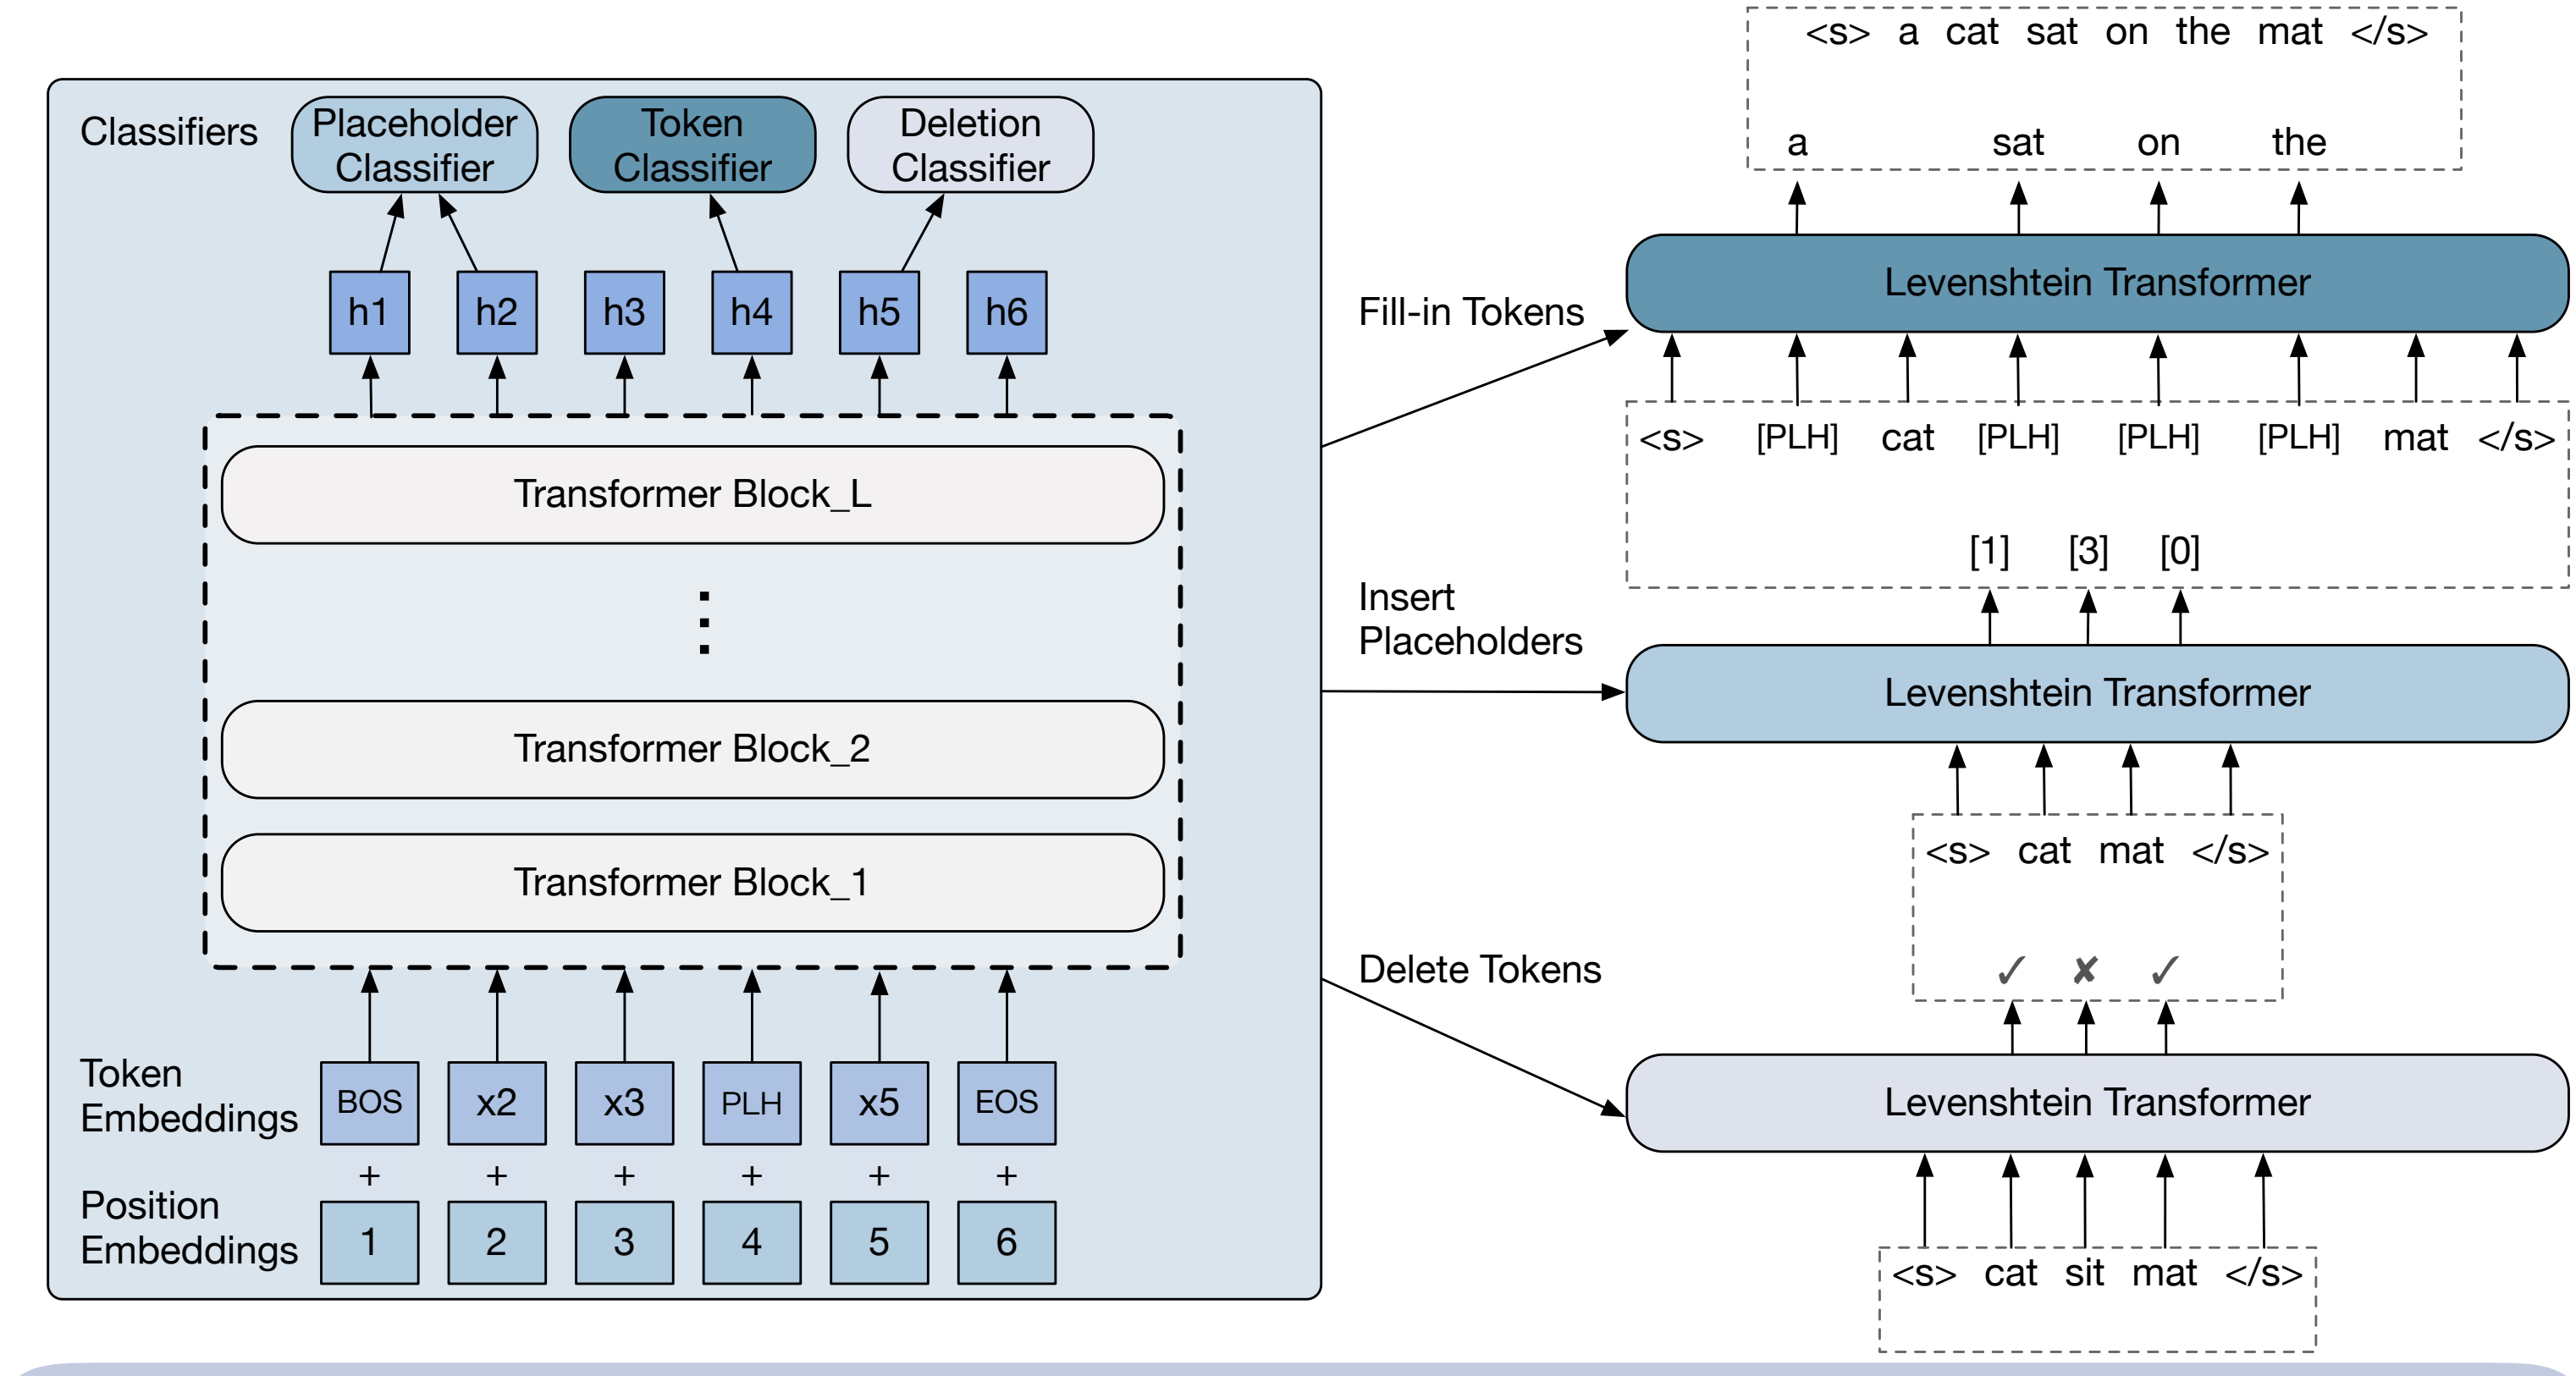 Classifiers
Placeholder
Classifier
Token
Classifier
Deletion
Classifier
h1 h2 h3 h4 h5 h6
Transformer Block_L
Transformer Block_2
Transformer Block_1
Token
Embeddings
BOS x2 x3 PLH x5 EOS
+ + + + + +
Position
Embeddings
1 2 3 4 5 6
Fill-in Tokens
Insert
Placeholders
Delete Tokens
<s> a cat sat on the mat </s>
a sat on the
Levenshtein Transformer
<s> [PLH] cat [PLH] [PLH] [PLH] mat </s>
[1] [3] [0]
Levenshtein Transformer
<s> cat mat </s>
✓ ✘ ✓
Levenshtein Transformer
<s> cat sit mat </s>